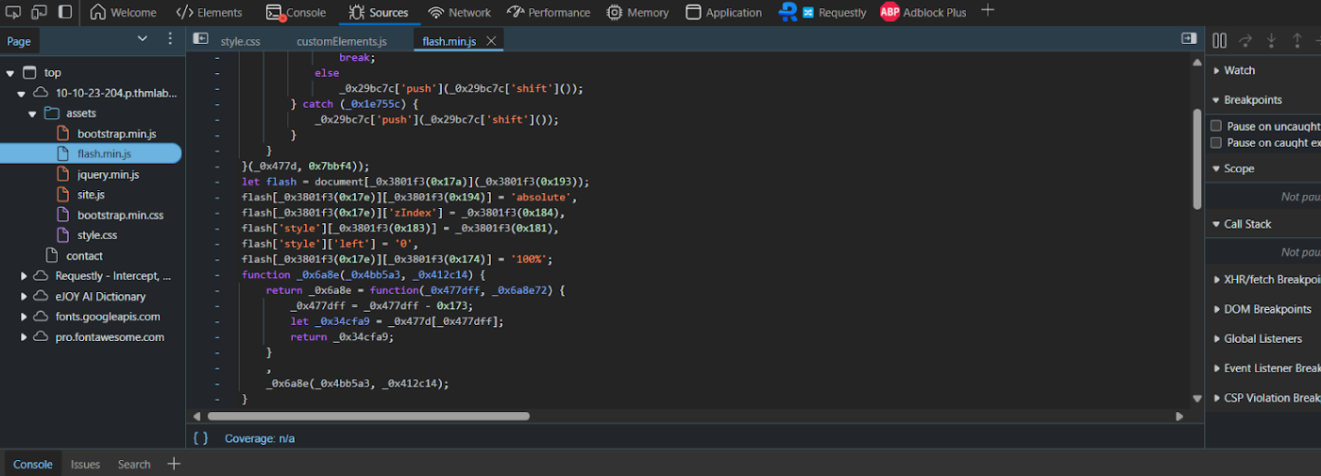 Welcome Elements Console Sources Network Performance Memory Application Requestly ABP Adblock Plus +
Page
style.css customElements.js flash.min.js
top
10-10-23-204.p.thmlab...
assets
bootstrap.min.js
flash.min.js
jquery.min.js
site.js
bootstrap.min.css
style.css
contact
Requestly - Intercept, ...
eJOY AI Dictionary
fonts.googleapis.com
pro.fontawesome.com
- break;
- else
- _0x29bc7c['push'](_0x29bc7c['shift']());
- } catch (_0x1e755c) {
- _0x29bc7c['push'](_0x29bc7c['shift']());
- }
- }
- }(_0x477d, 0x7bbf4));
- let flash = document[_0x3801f3(0x17a)](_0x3801f3(0x193));
- flash[_0x3801f3(0x17e)][_0x3801f3(0x194)] = 'absolute',
- flash[_0x3801f3(0x17e)]['zIndex'] = _0x3801f3(0x184),
- flash['style'][_0x3801f3(0x183)] = _0x3801f3(0x181),
- flash['style']['left'] = '0',
- flash[_0x3801f3(0x17e)][_0x3801f3(0x174)] = '100%';
- function _0x6a8e(_0x4bb5a3, _0x412c14) {
- return _0x6a8e = function(_0x477dff, _0x6a8e72) {
- _0x477dff = _0x477dff - 0x173;
- let _0x34cfa9 = _0x477d[_0x477dff];
- return _0x34cfa9;
- }
- ,
- _0x6a8e(_0x4bb5a3, _0x412c14);
- }
{ } Coverage: n/a
Watch
Breakpoints
Pause on uncaught
Pause on caught ex
Scope
Not pau
Call Stack
Not pau
XHR/fetch Breakpoi
DOM Breakpoints
Global Listeners
Event Listener Break
CSP Violation Break
Console Issues Search +